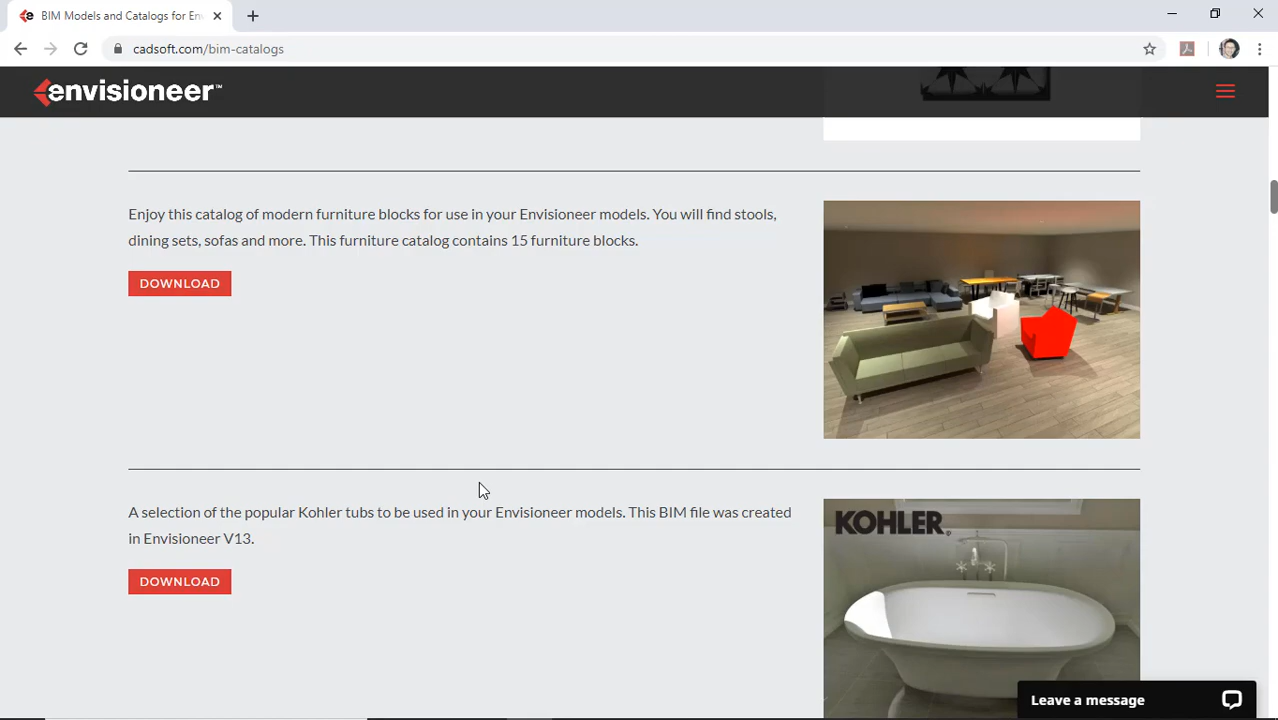 BIM Models and Catalogs for En
cadsoft.com/bim-catalogs
envisioneer™
Enjoy this catalog of modern furniture blocks for use in your Envisioneer models. You will find stools,
dining sets, sofas and more. This furniture catalog contains 15 furniture blocks.
DOWNLOAD
A selection of the popular Kohler tubs to be used in your Envisioneer models. This BIM file was created
in Envisioneer V13.
DOWNLOAD
KOHLER®
Leave a message